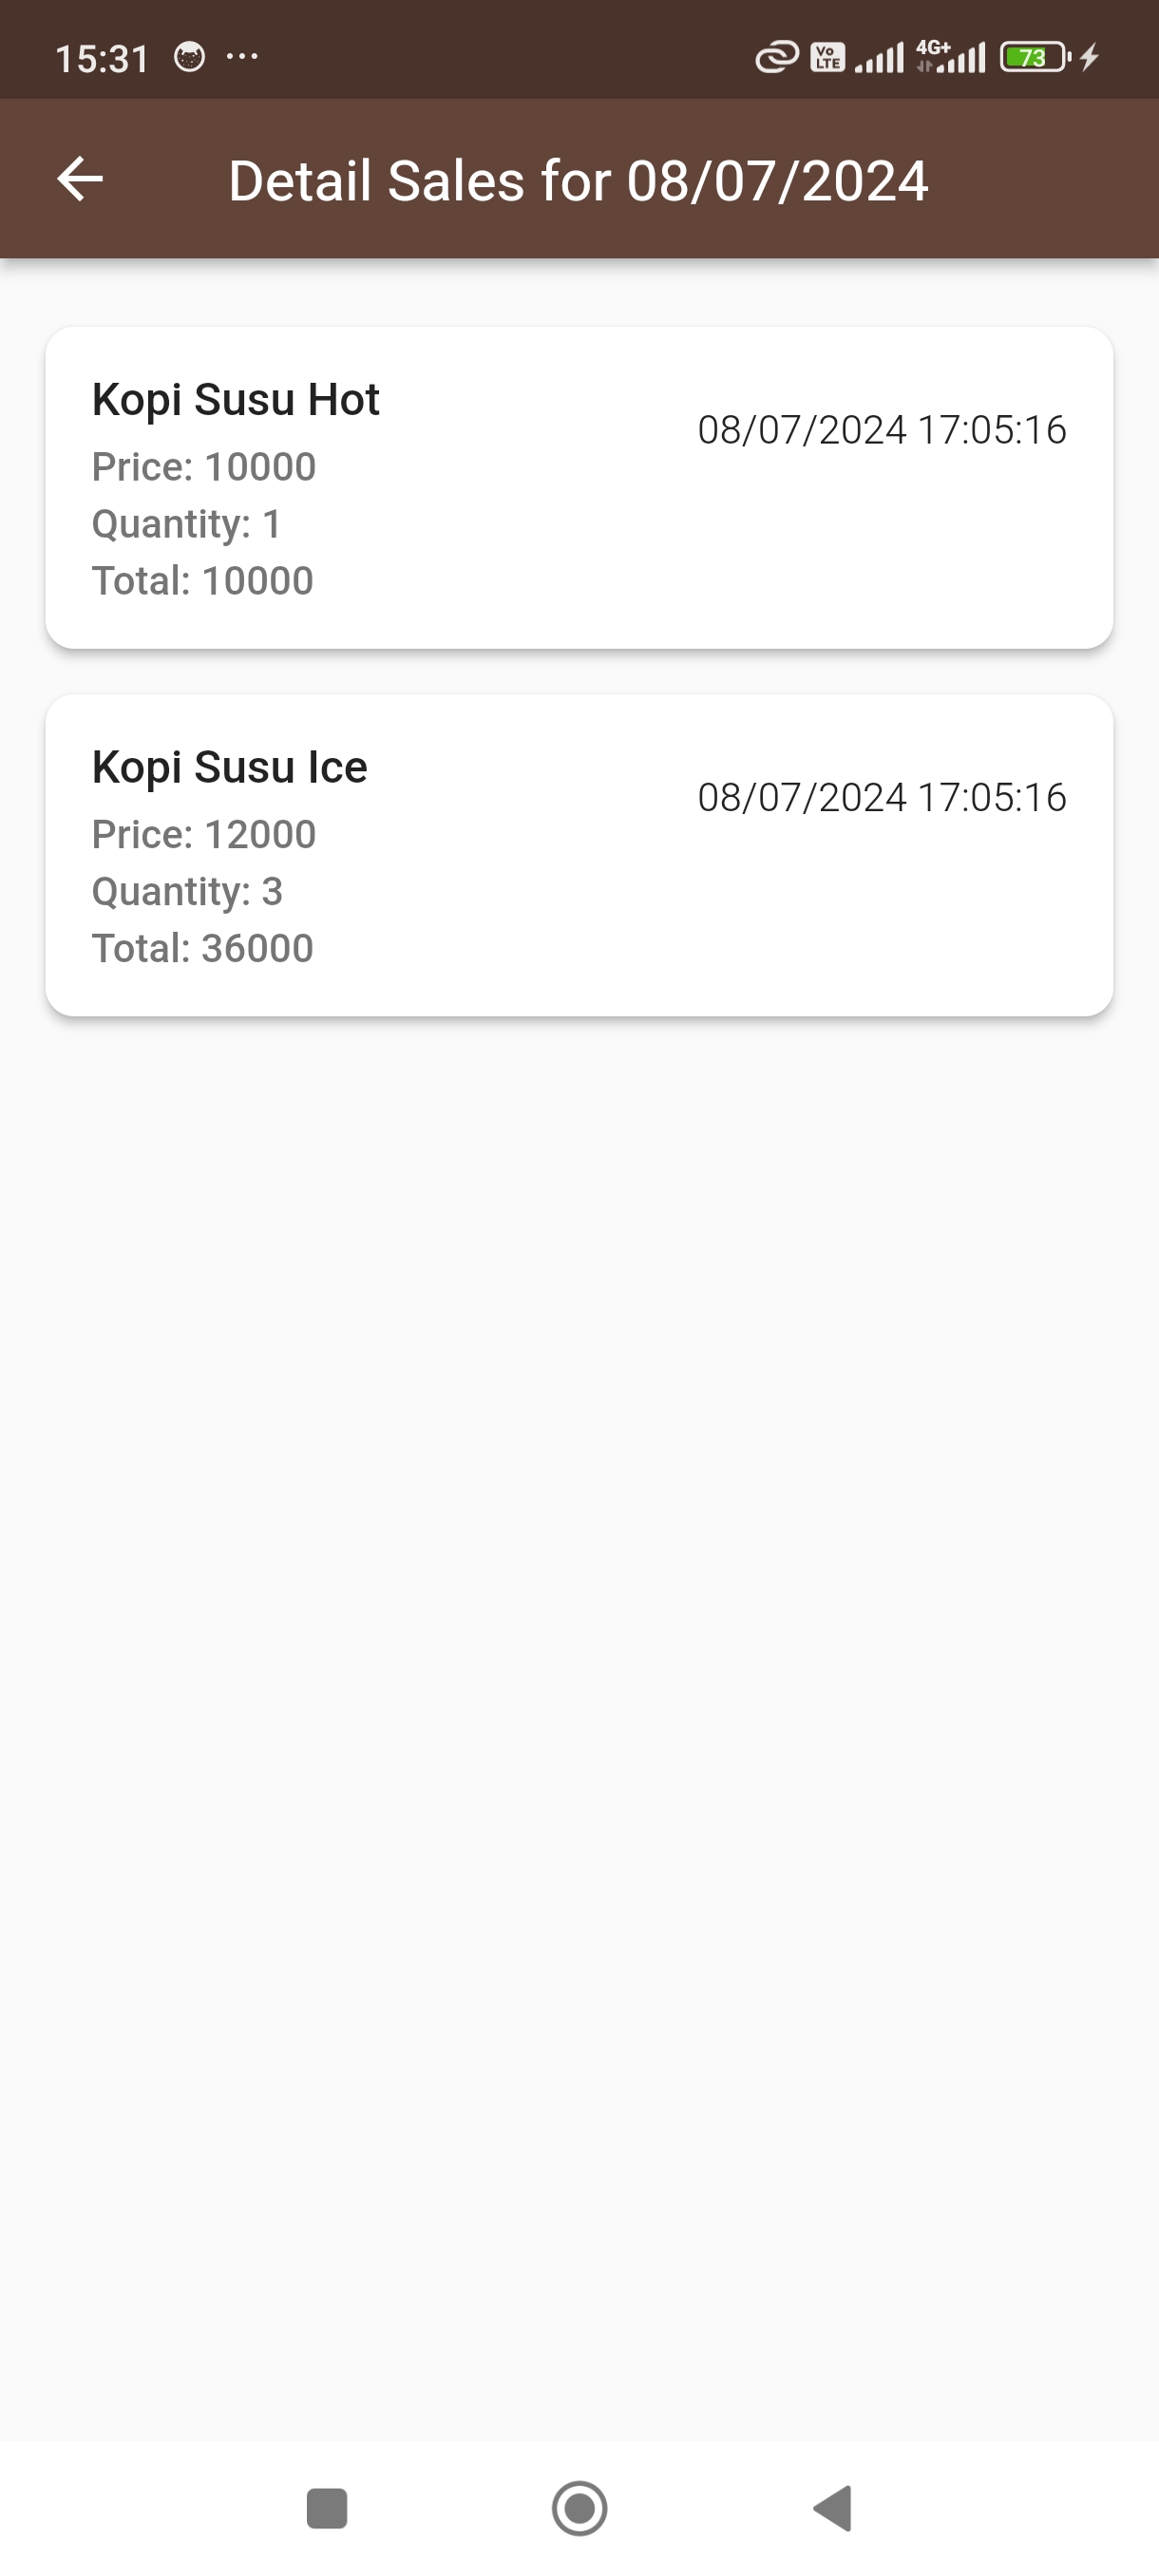 15:31 ... Vo LTE 4G+ 73
Detail Sales for 08/07/2024
Kopi Susu Hot
08/07/2024 17:05:16
Price: 10000
Quantity: 1
Total: 10000
Kopi Susu Ice
08/07/2024 17:05:16
Price: 12000
Quantity: 3
Total: 36000